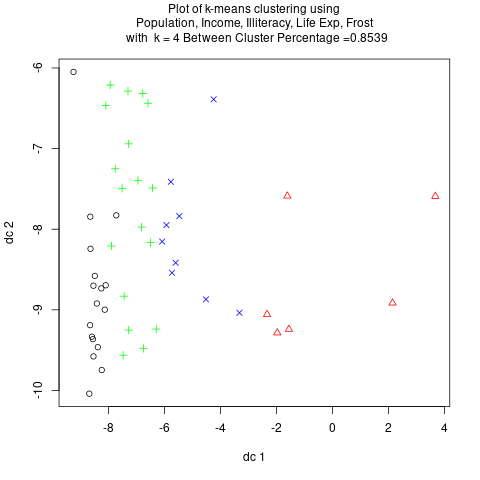 Plot of k-means clustering using
Population, Income, Illiteracy, Life Exp, Frost
with k = 4 Between Cluster Percentage =0.8539
-6
-7
-8
-9
-10
dc 2
-8 -6 -4 -2 0 2 4
dc 1